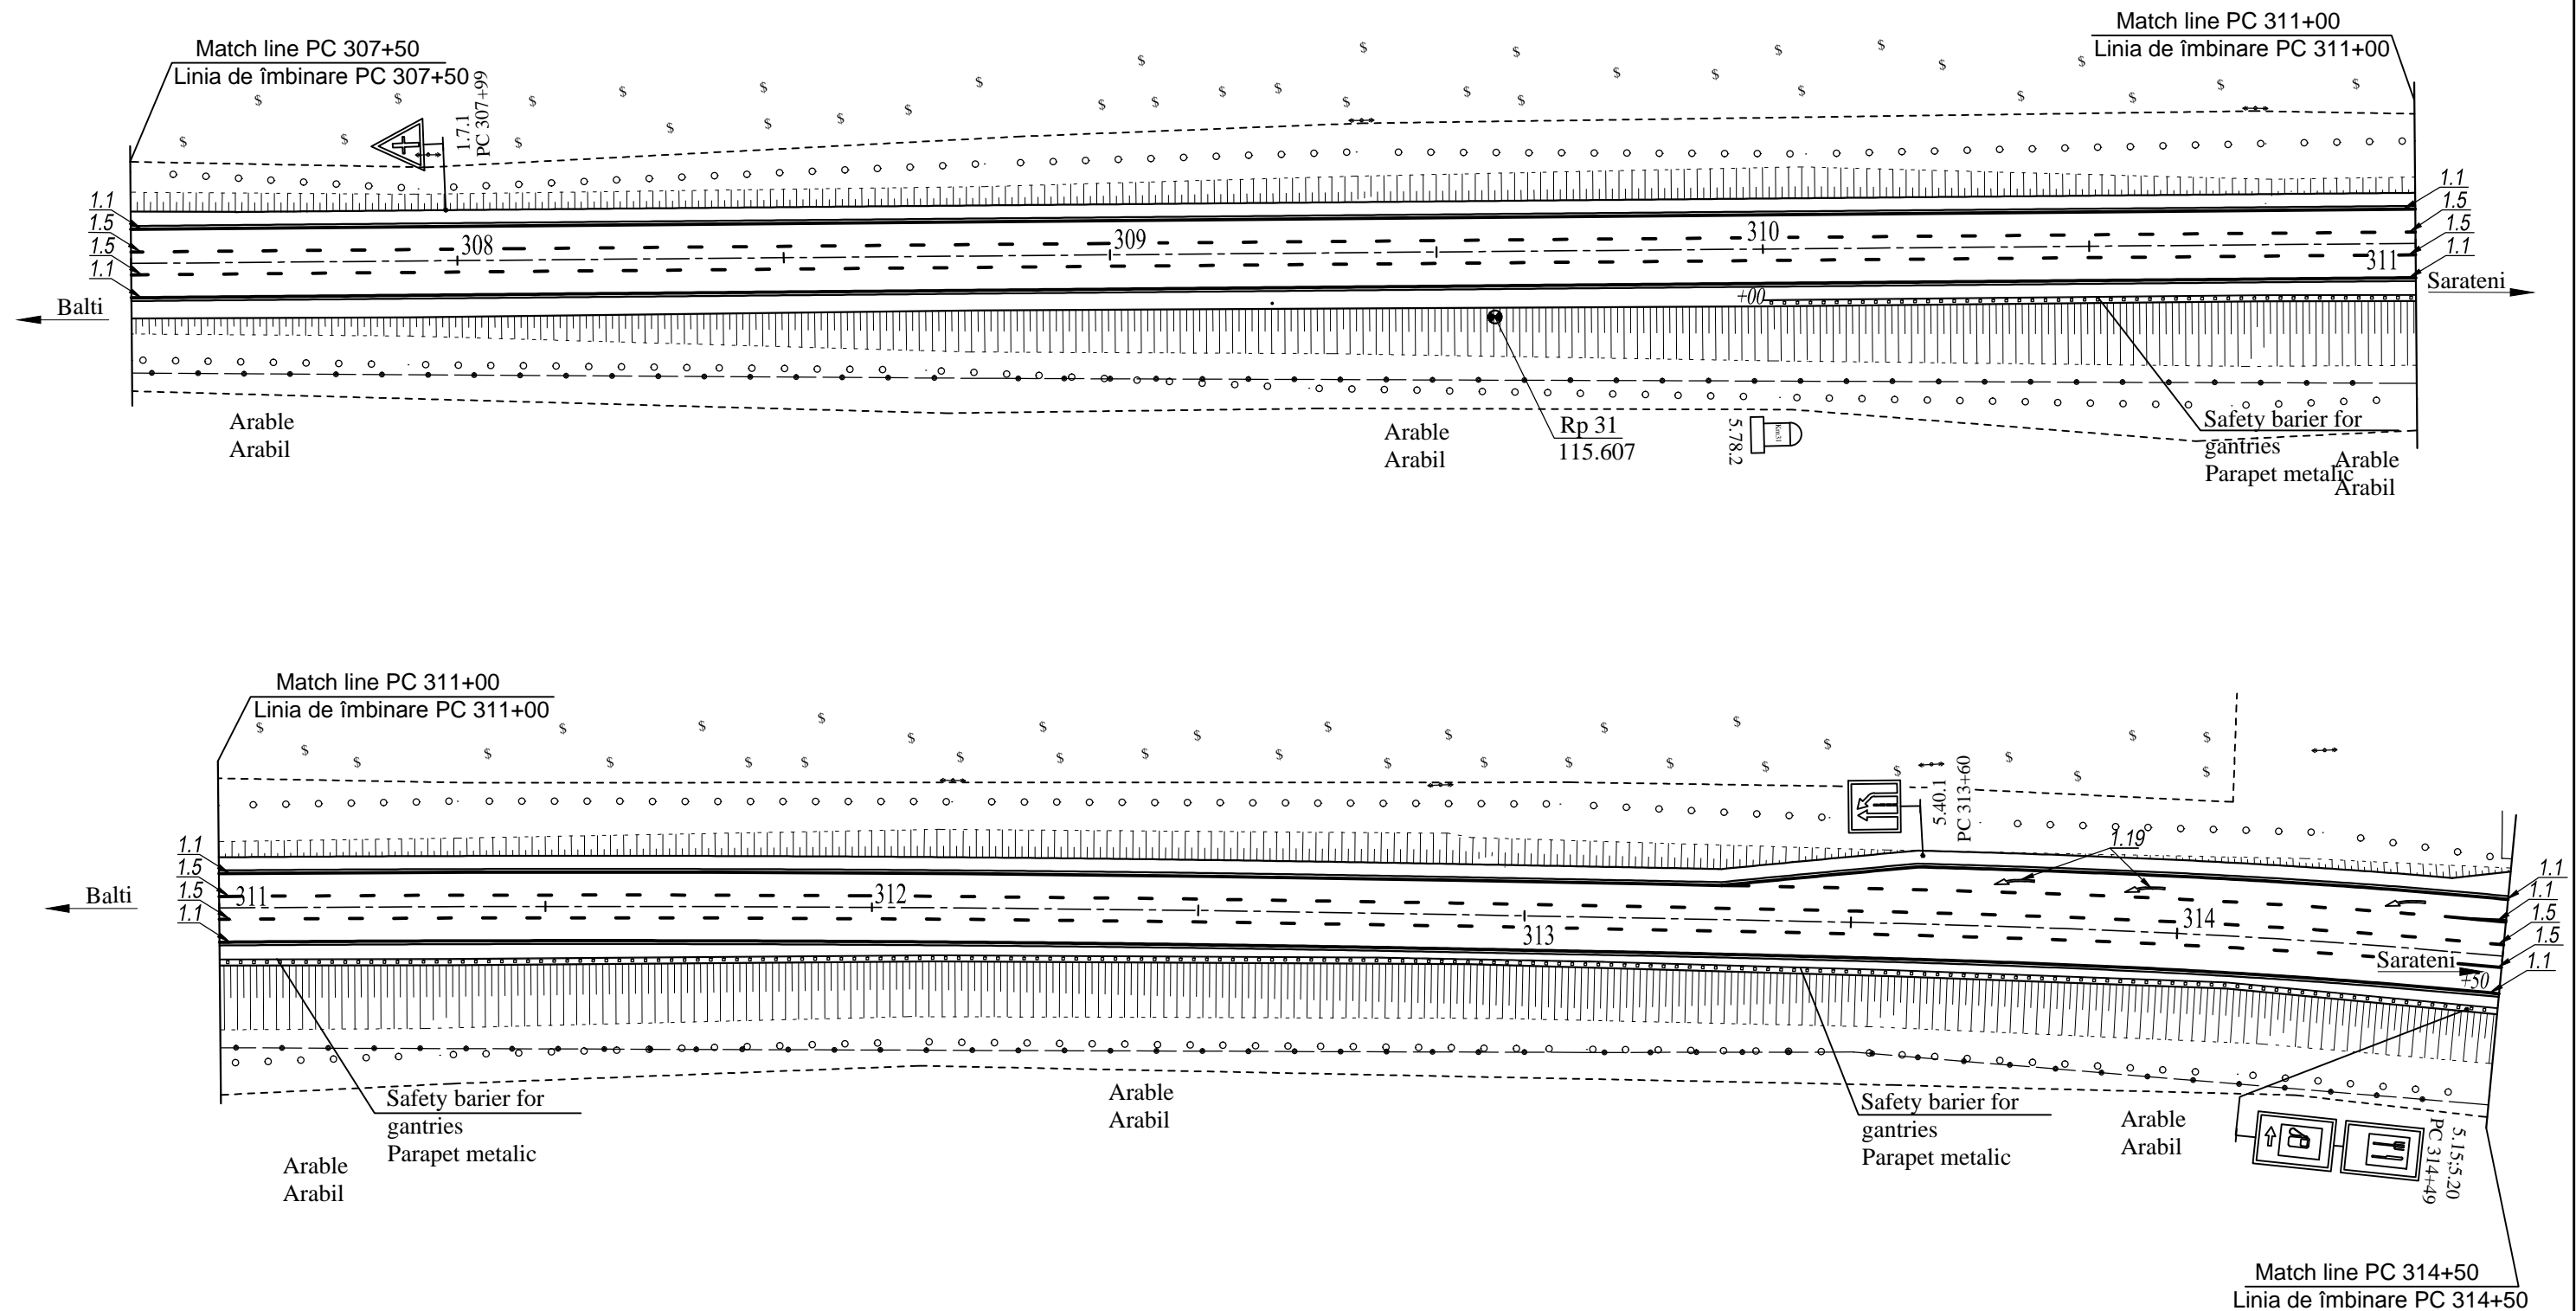 Match line PC 307+50
Linia de îmbinare PC 307+50
Match line PC 311+00
Linia de îmbinare PC 311+00
1.7.1
PC 307+99
1.1
1.5
1.5
1.1
1.1
1.5
1.5
1.1
308
309
310
311
Balti
Sarateni
+00
Arable
Arabil
Arable
Arabil
Rp 31
115.607
5.78.2
Km31
Safety barier for
gantries
Parapet metalic
Arable
Arabil
Match line PC 311+00
Linia de îmbinare PC 311+00
5.40.1
PC 313+60
1.19
1.1
1.5
1.5
1.1
1.1
1.1
1.5
1.5
1.1
311
312
313
314
Balti
Sarateni
+50
Safety barier for
gantries
Parapet metalic
Arable
Arabil
Arable
Arabil
Safety barier for
gantries
Parapet metalic
Arable
Arabil
5.15;5.20
PC 314+49
Match line PC 314+50
Linia de îmbinare PC 314+50